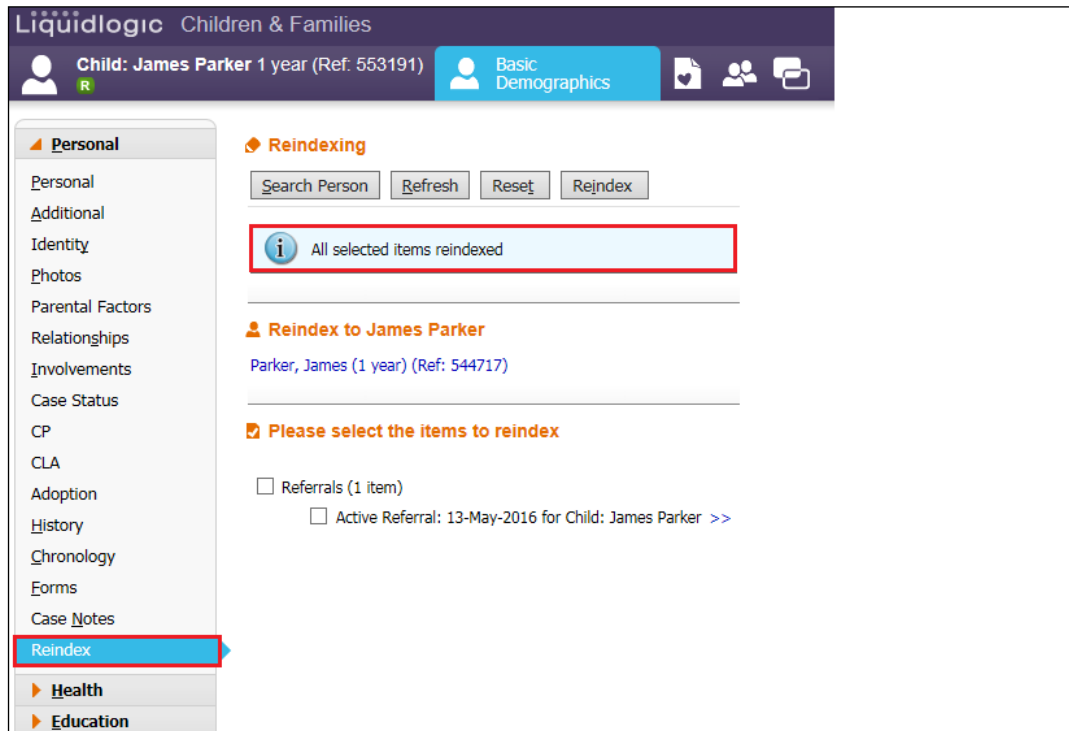 Liquidlogic Children & Families
Child: James Parker 1 year (Ref: 553191)
R
Basic
Demographics
Personal
Personal
Additional
Identity
Photos
Parental Factors
Relationships
Involvements
Case Status
CP
CLA
Adoption
History
Chronology
Forms
Case Notes
Reindex
Health
Education
Reindexing
Search Person Refresh Reset Reindex
i All selected items reindexed
Reindex to James Parker
Parker, James (1 year) (Ref: 544717)
Please select the items to reindex
Referrals (1 item)
Active Referral: 13-May-2016 for Child: James Parker >>